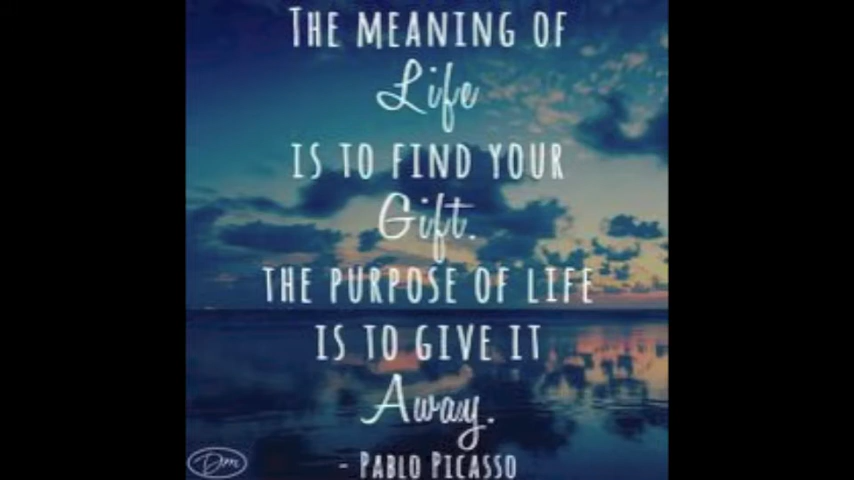 THE MEANING OF
Life
IS TO FIND YOUR
Gift.
THE PURPOSE OF LIFE
IS TO GIVE IT
Away.
- PABLO PICASSO
Dm